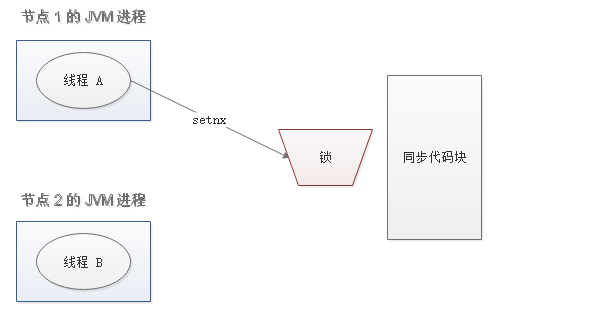 节点 1 的 JVM 进程
线程 A
setnx
锁
同步代码块
节点 2 的 JVM 进程
线程 B